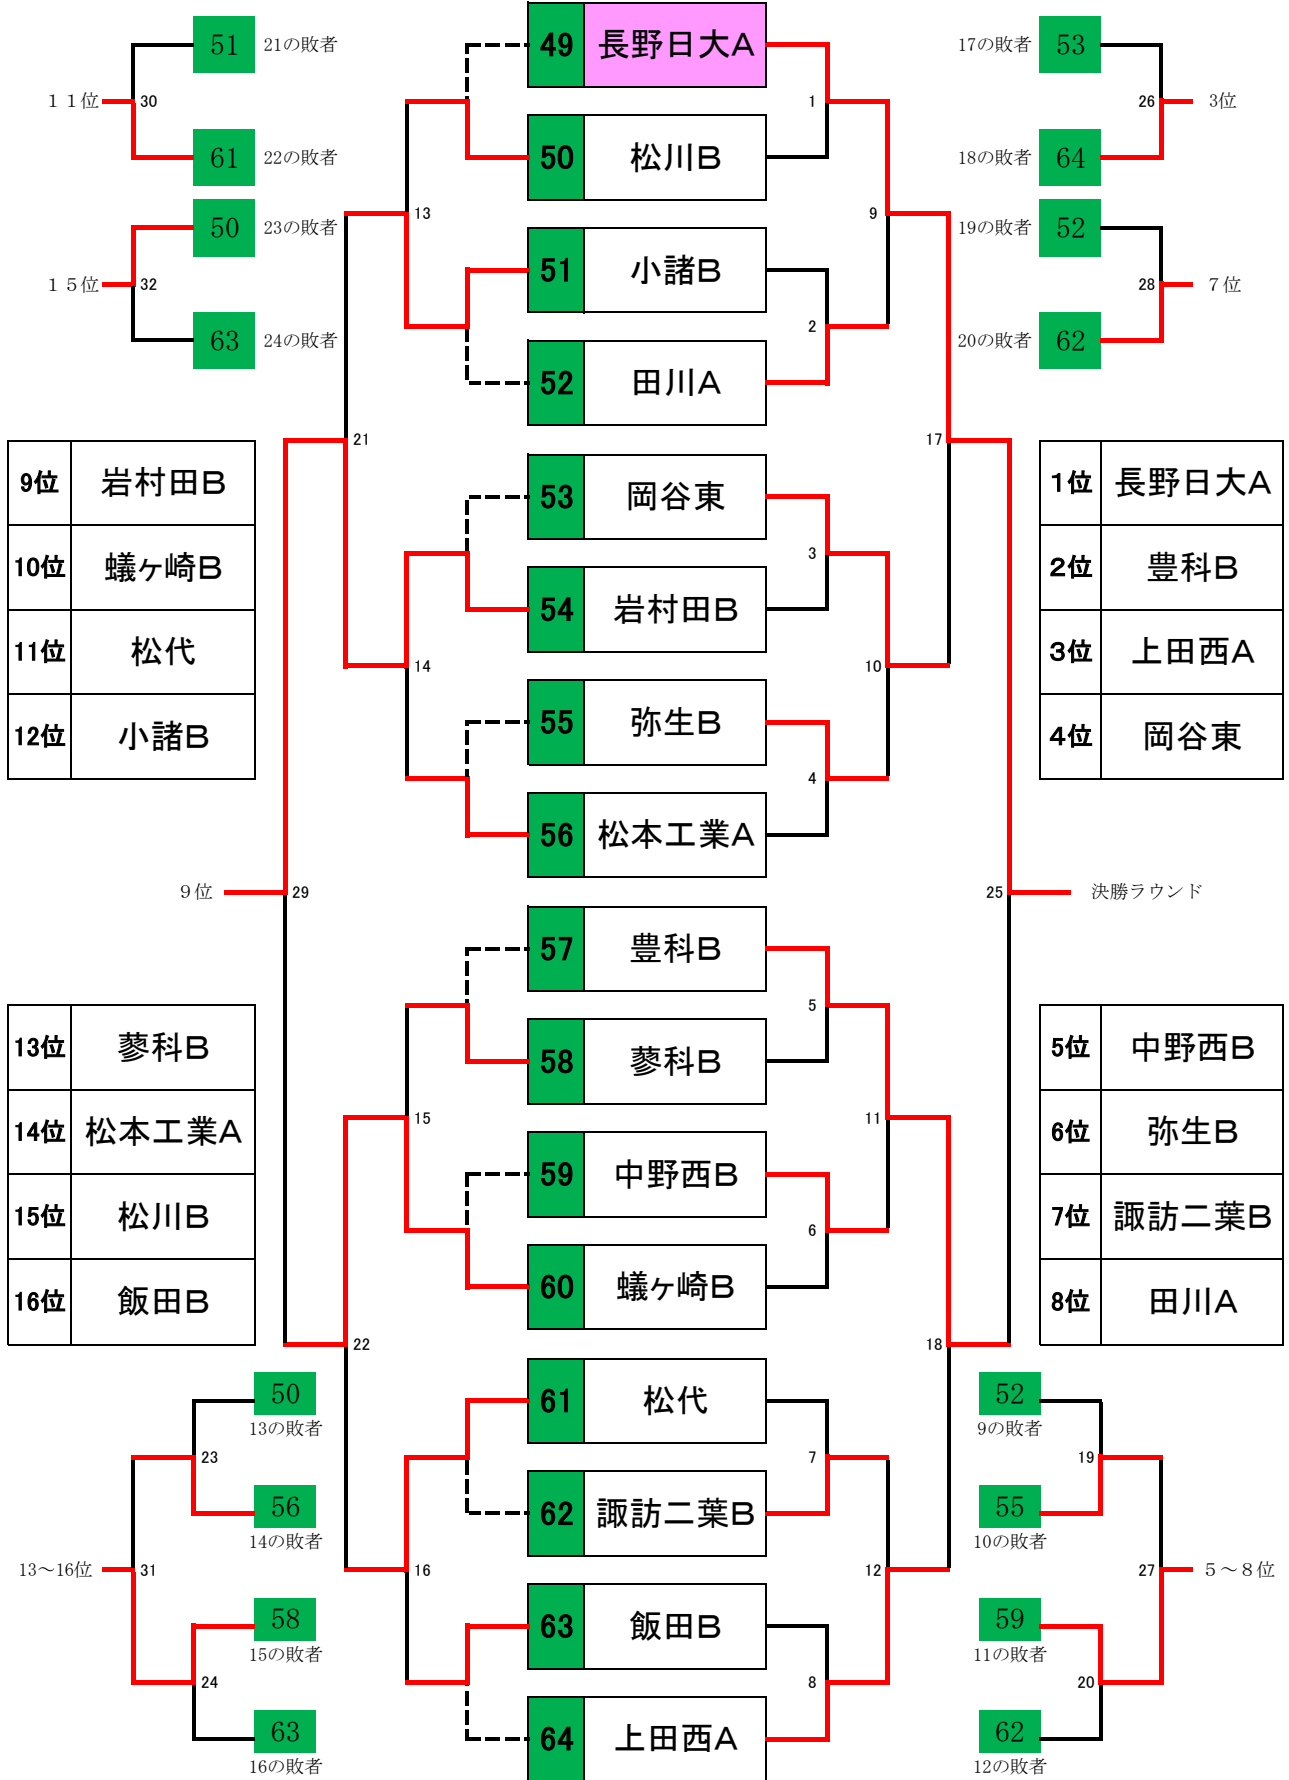 51 21の敗者
11位 30
61 22の敗者
50 23の敗者
15位 32
63 24の敗者
49 長野日大A
50 松川B
51 小諸B
52 田川A
53 岡谷東
54 岩村田B
55 弥生B
56 松本工業A
57 豊科B
58 蓼科B
59 中野西B
60 蟻ヶ崎B
61 松代
62 諏訪二葉B
63 飯田B
64 上田西A
13
21
14
9位 29
15
22
16
1
9
2
17
3
10
4
25 決勝ラウンド
5
11
6
18
7
12
8
17の敗者 53
26 3位
18の敗者 64
19の敗者 52
28 7位
20の敗者 62
9位 岩村田B
10位 蟻ヶ崎B
11位 松代
12位 小諸B
1位 長野日大A
2位 豊科B
3位 上田西A
4位 岡谷東
13位 蓼科B
14位 松本工業A
15位 松川B
16位 飯田B
5位 中野西B
6位 弥生B
7位 諏訪二葉B
8位 田川A
50
13の敗者
23
56
14の敗者
13～16位 31
58
15の敗者
24
63
16の敗者
52
9の敗者
19
55
10の敗者
27 5～8位
59
11の敗者
20
62
12の敗者